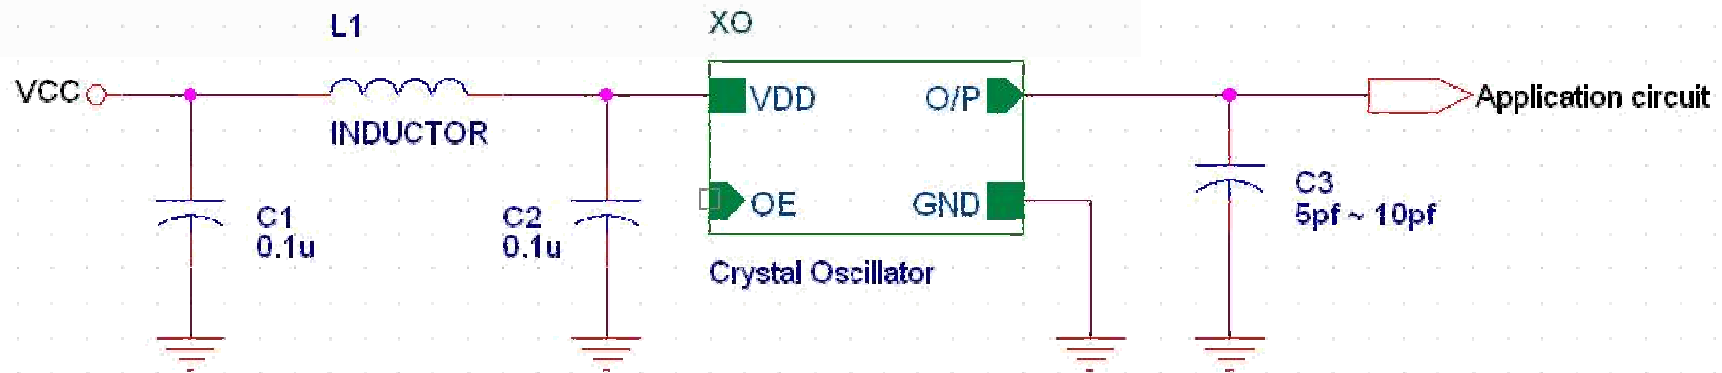 L1
XO
VCC
INDUCTOR
VDD
O/P
Application circuit
OE
GND
C1
0.1u
C2
0.1u
C3
5pf ~ 10pf
Crystal Oscillator